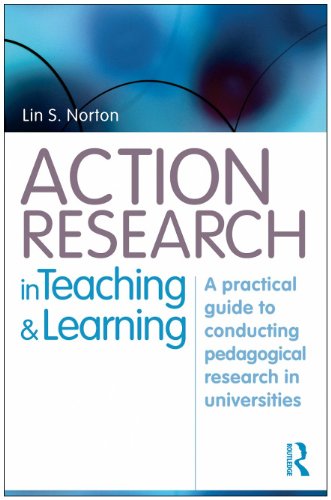 Lin S. Norton
ACTION
RESEARCH
in Teaching
& Learning
A practical
guide to
conducting
pedagogical
research in
universities
ROUTLEDGE